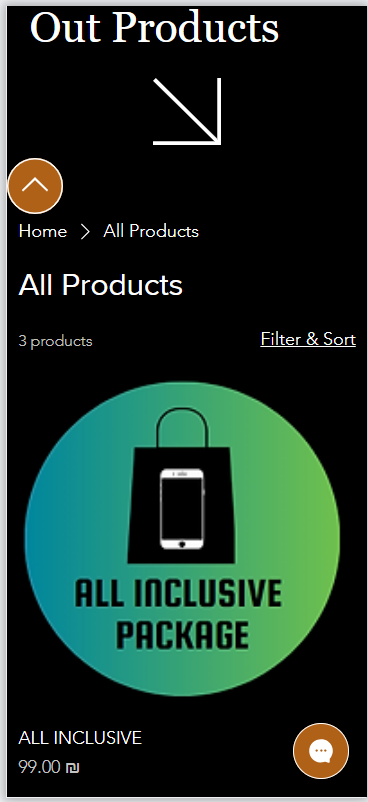 Out Products
Home > All Products
All Products
3 products
Filter & Sort
ALL INCLUSIVE
PACKAGE
ALL INCLUSIVE
99.00 ₪